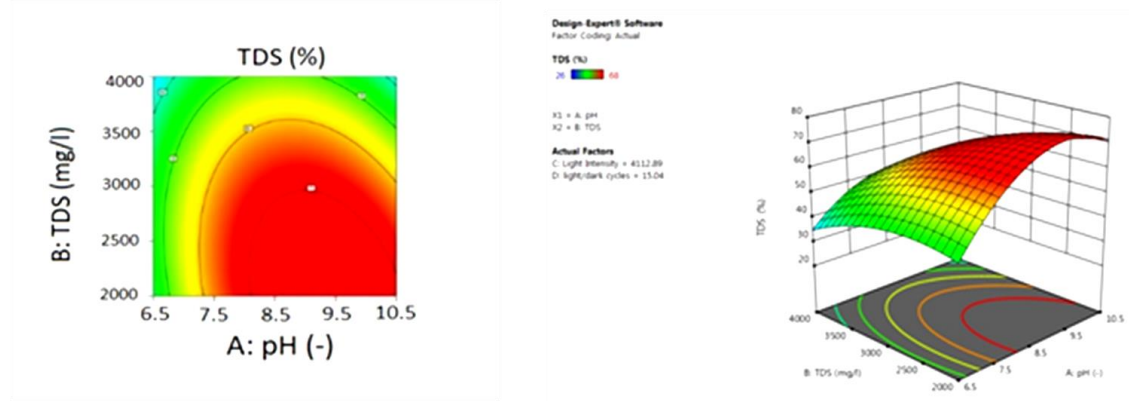 TDS (%)
4000
3500
3000
2500
2000
B: TDS (mg/l)
6.5 7.5 8.5 9.5 10.5
A: pH (-)
Design-Expert® Software
Factor Coding: Actual
TDS (%)
26 68
X1 = A: pH
X2 = B: TDS
Actual Factors
C: Light Intensity = 4112.89
D: light/dark cycles = 15.04
80
70
60
50
40
30
20
TDS (%)
4000
3500
3000
2500
2000
B: TDS (mg/l)
6.5
7.5
8.5
9.5
10.5
A: pH (-)